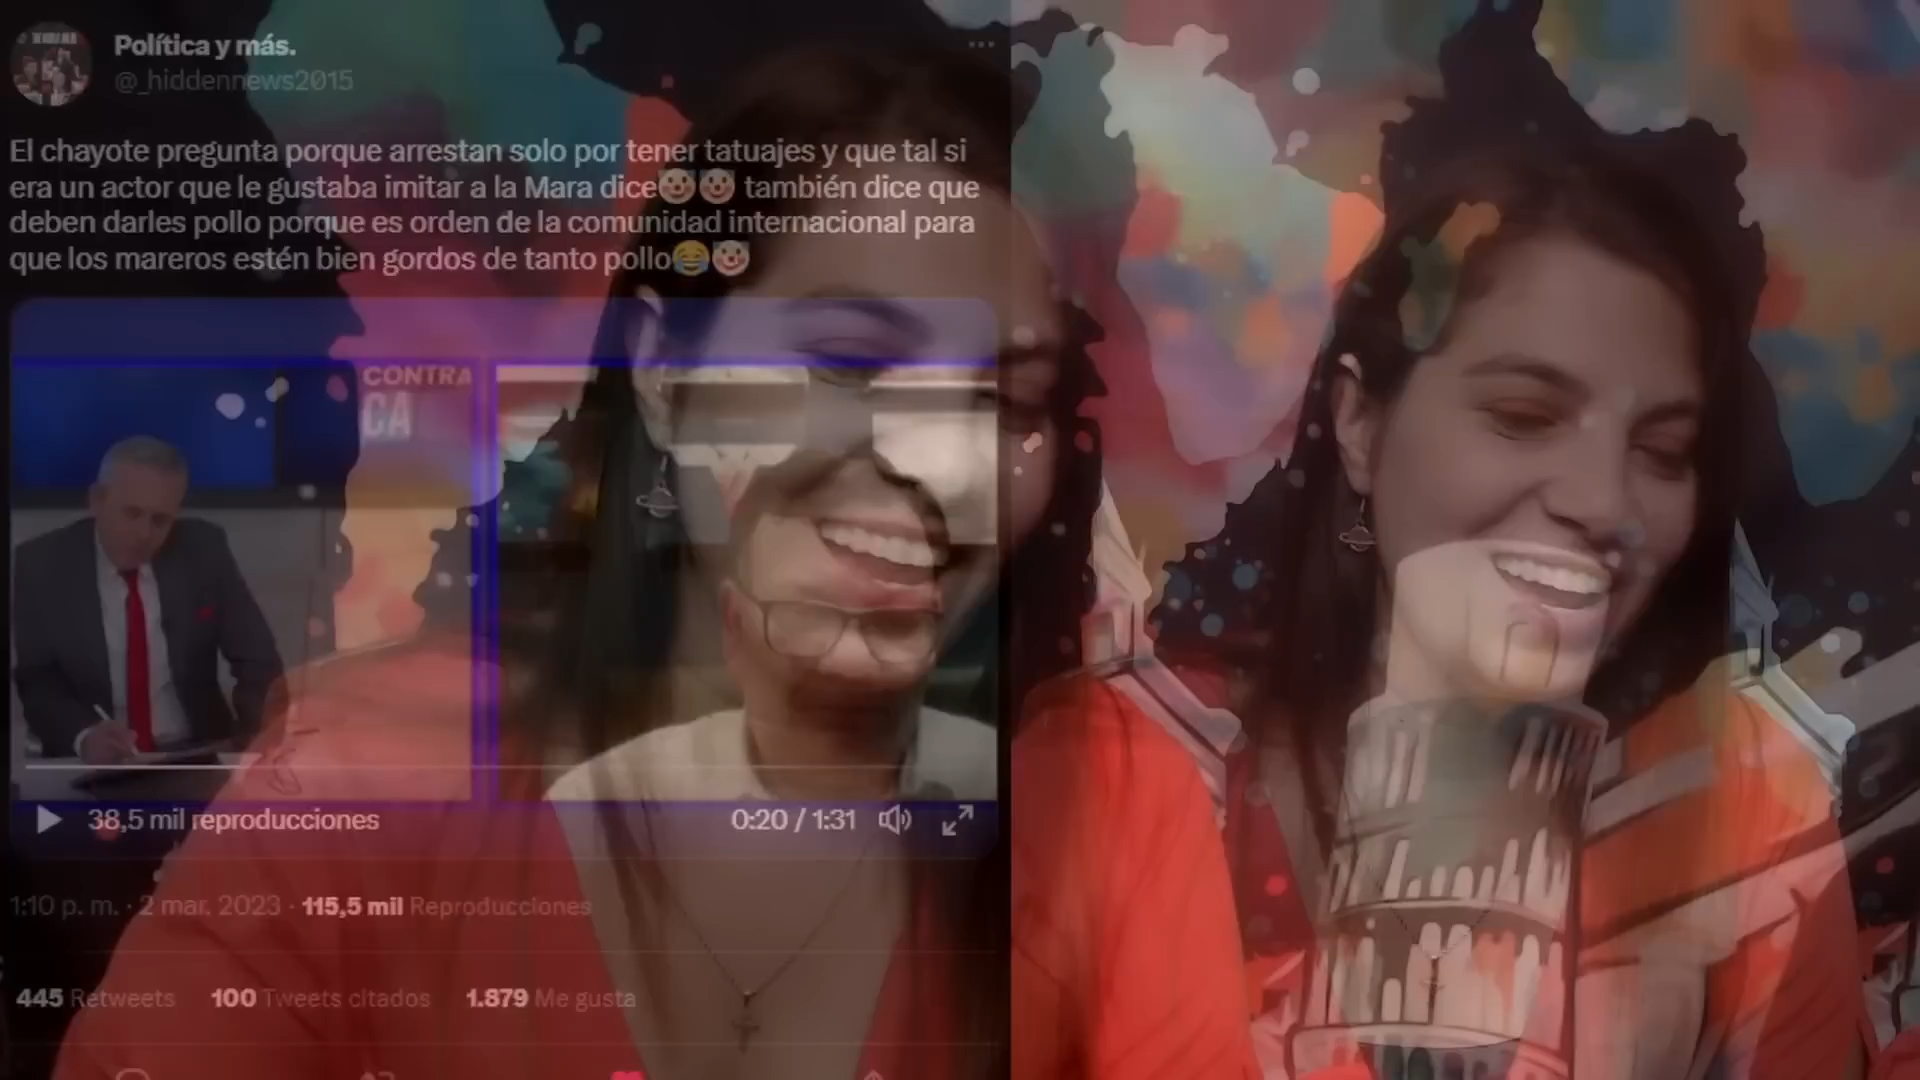 Política y más.
@_hiddennews2015
El chayote pregunta porque arrestan solo por tener tatuajes y que tal si
era un actor que le gustaba imitar a la Mara dice🤡🤡 también dice que
deben darles pollo porque es orden de la comunidad internacional para
que los mareros estén bien gordos de tanto pollo😂🤡
CONTRA
CA
38,5 mil reproducciones
0:20 / 1:31
1:10 p. m. · 2 mar. 2023 · 115,5 mil Reproducciones
445 Retweets 100 Tweets citados 1.879 Me gusta